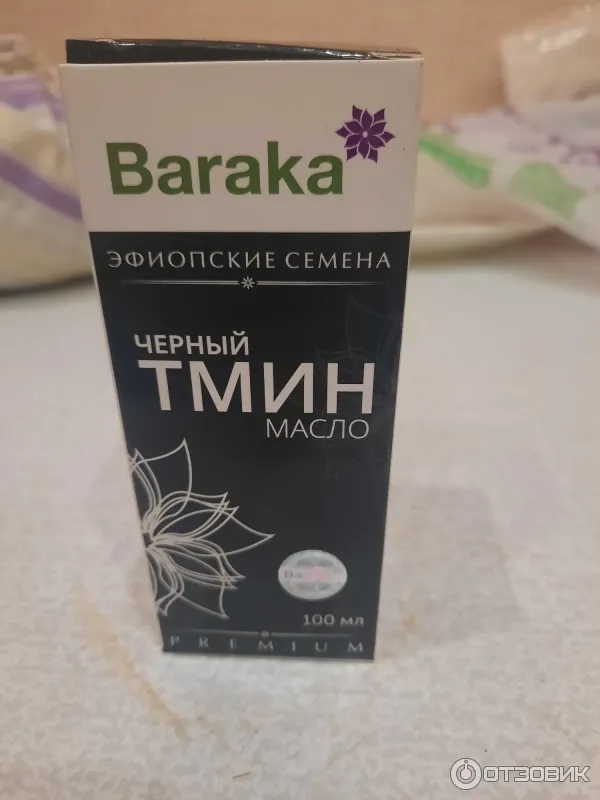 Baraka
ЭФИОПСКИЕ СЕМЕНА
ЧЕРНЫЙ
ТМИН
МАСЛО
100 мл
PREMIUM
ОТЗОВИК